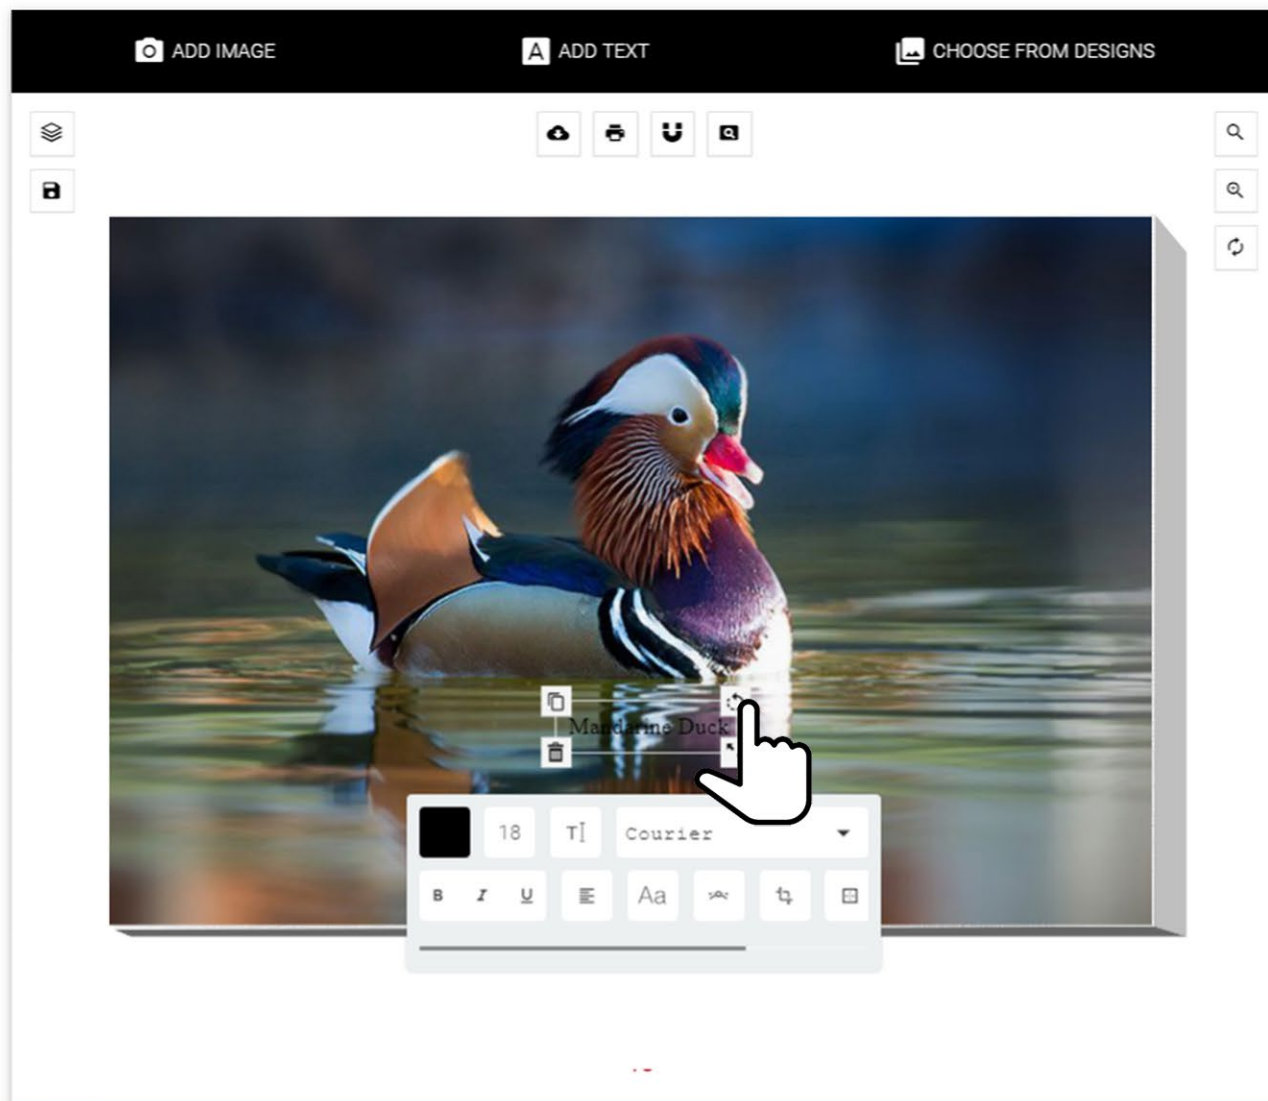 ADD IMAGE
ADD TEXT
CHOOSE FROM DESIGNS
Mandarine Duck
18
T
Courier
B I U
Aa